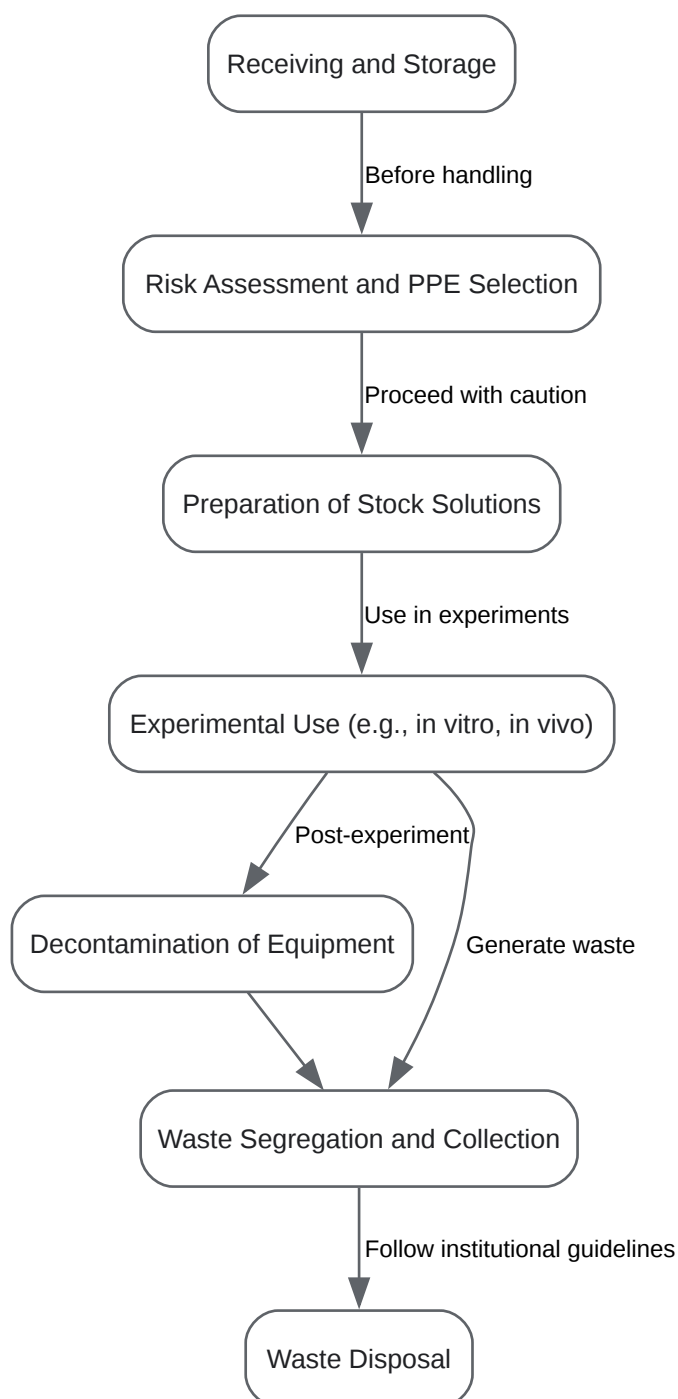 Receiving and Storage
Before handling
Risk Assessment and PPE Selection
Proceed with caution
Preparation of Stock Solutions
Use in experiments
Experimental Use (e.g., in vitro, in vivo)
Post-experiment
Decontamination of Equipment
Generate waste
Waste Segregation and Collection
Follow institutional guidelines
Waste Disposal